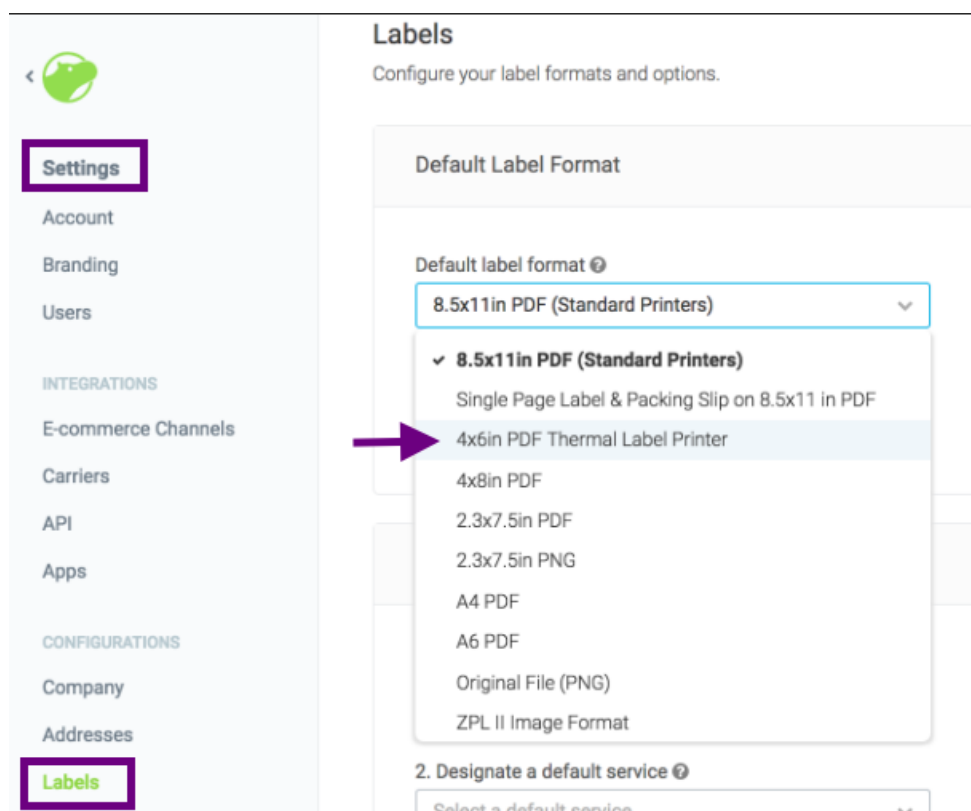 Labels
Configure your label formats and options.
Settings
Account
Branding
Users
INTEGRATIONS
E-commerce Channels
Carriers
API
Apps
CONFIGURATIONS
Company
Addresses
Labels
Default Label Format
Default label format
8.5x11in PDF (Standard Printers)
8.5x11in PDF (Standard Printers)
Single Page Label & Packing Slip on 8.5x11 in PDF
4x6in PDF Thermal Label Printer
4x8in PDF
2.3x7.5in PDF
2.3x7.5in PNG
A4 PDF
A6 PDF
Original File (PNG)
ZPL II Image Format
2. Designate a default service
Select a default service